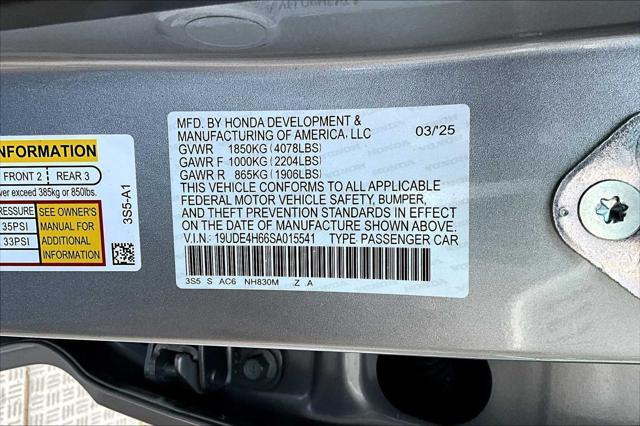 MFD. BY HONDA DEVELOPMENT &
MANUFACTURING OF AMERICA, LLC 03/'25
GVWR 1850KG (4078LBS)
GAWR F 1000KG (2204LBS)
GAWR R 865KG (1906LBS)
THIS VEHICLE CONFORMS TO ALL APPLICABLE
FEDERAL MOTOR VEHICLE SAFETY, BUMPER,
AND THEFT PREVENTION STANDARDS IN EFFECT
ON THE DATE OF MANUFACTURE SHOWN ABOVE.
V.I.N.: 19UDE4H66SA015541 TYPE PASSENGER CAR
3S5 S AC6 NH830M Z A
INFORMATION
FRONT 2 REAR 3
exceed 385kg or 850lbs.
35PSI
33PSI
SEE OWNER'S
MANUAL FOR
ADDITIONAL
INFORMATION
3S5-A1